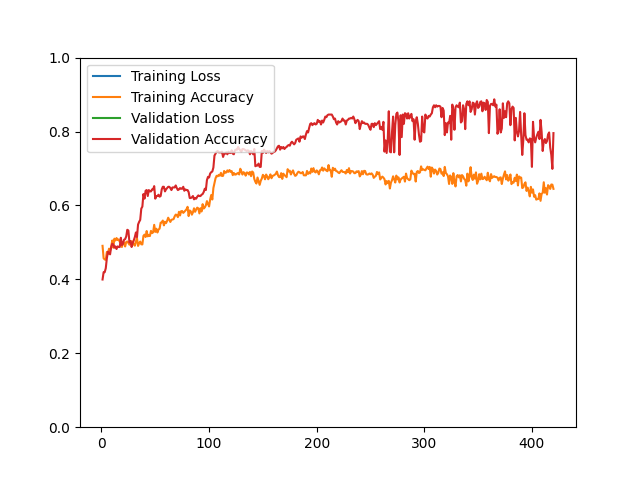 1.0
0.8
0.6
0.4
0.2
0.0
Training Loss
Training Accuracy
Validation Loss
Validation Accuracy
0 100 200 300 400